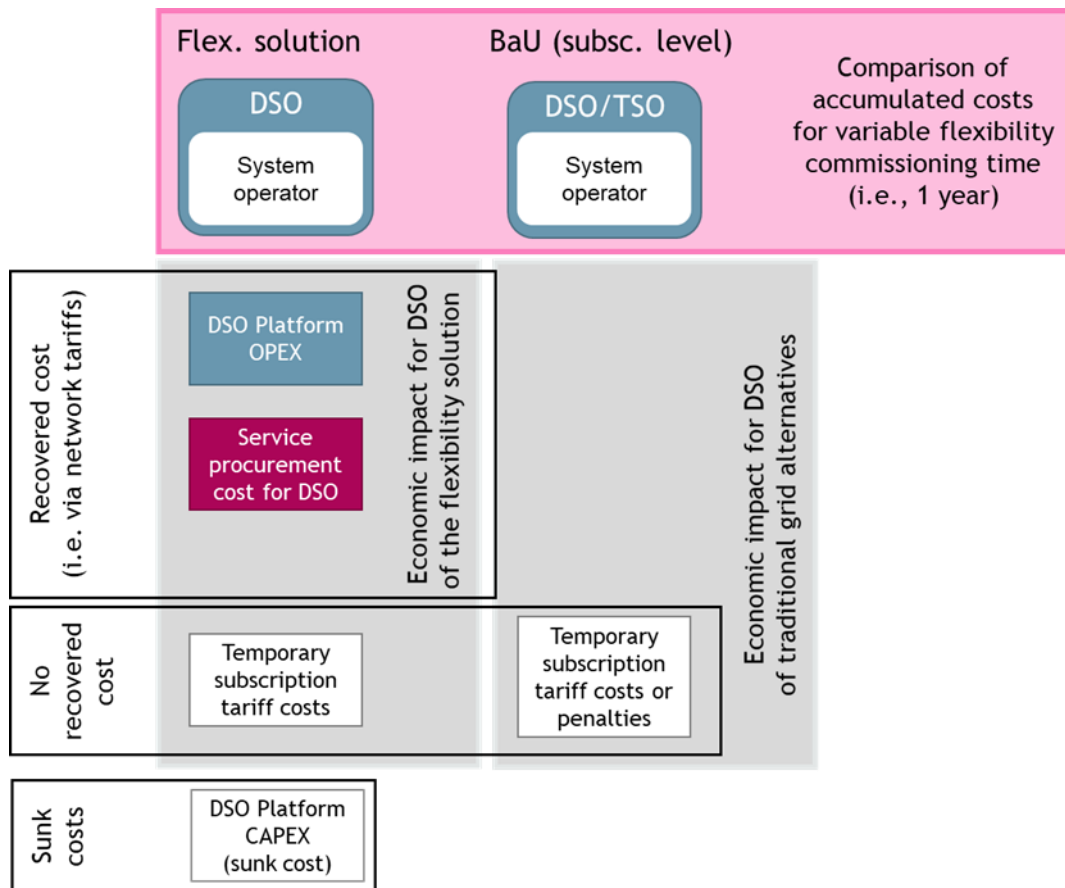 Flex. solution
BaU (subsc. level)
DSO
System
operator
DSO/TSO
System
operator
Comparison of
accumulated costs
for variable flexibility
commissioning time
(i.e., 1 year)
Recovered cost
(i.e. via network tariffs)
DSO Platform
OPEX
Service
procurement
cost for DSO
Economic impact for DSO
of the flexibility solution
Economic impact for DSO
of traditional grid alternatives
No
recovered
cost
Temporary
subscription
tariff costs
Temporary
subscription
tariff costs or
penalties
Sunk
costs
DSO Platform
CAPEX
(sunk cost)